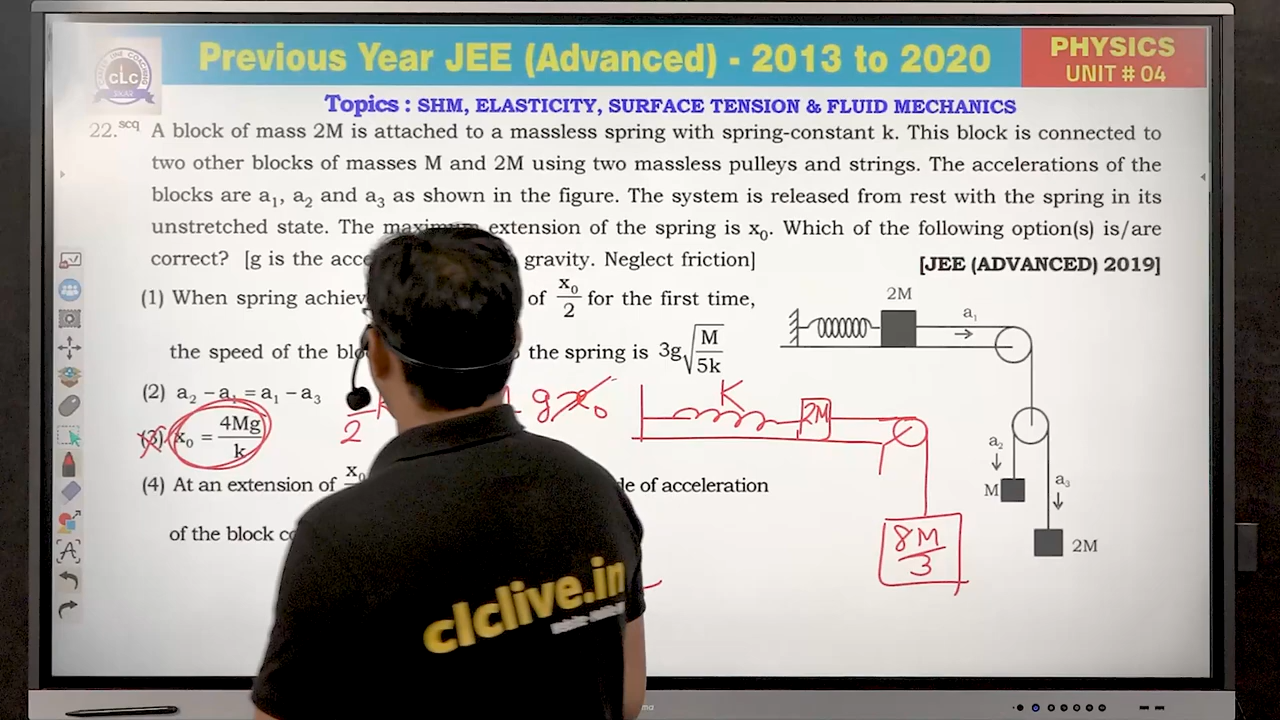 Previous Year JEE (Advanced) - 2013 to 2020
PHYSICS
UNIT # 04
CLC
SIKAR
Topics : SHM, ELASTICITY, SURFACE TENSION & FLUID MECHANICS
22.scq A block of mass 2M is attached to a massless spring with spring-constant k. This block is connected to
two other blocks of masses M and 2M using two massless pulleys and strings. The accelerations of the
blocks are a₁, a₂ and a₃ as shown in the figure. The system is released from rest with the spring in its
unstretched state. The extension of the spring is x₀. Which of the following option(s) is/are
correct? [g is the gravity. Neglect friction]
[JEE (ADVANCED) 2019]
(1) When spring of x₀/2 for the first time,
the speed of the the spring is 3g√(M/5k)
(2) a₂ – a₁ = a₁ – a₃
(3) x₀ = 4Mg/k
(4) At an extension of of acceleration
of the block
2M
a₁
a₂
M
a₃
2M
2
g x₀
K
2M
8M/3
clclive.in